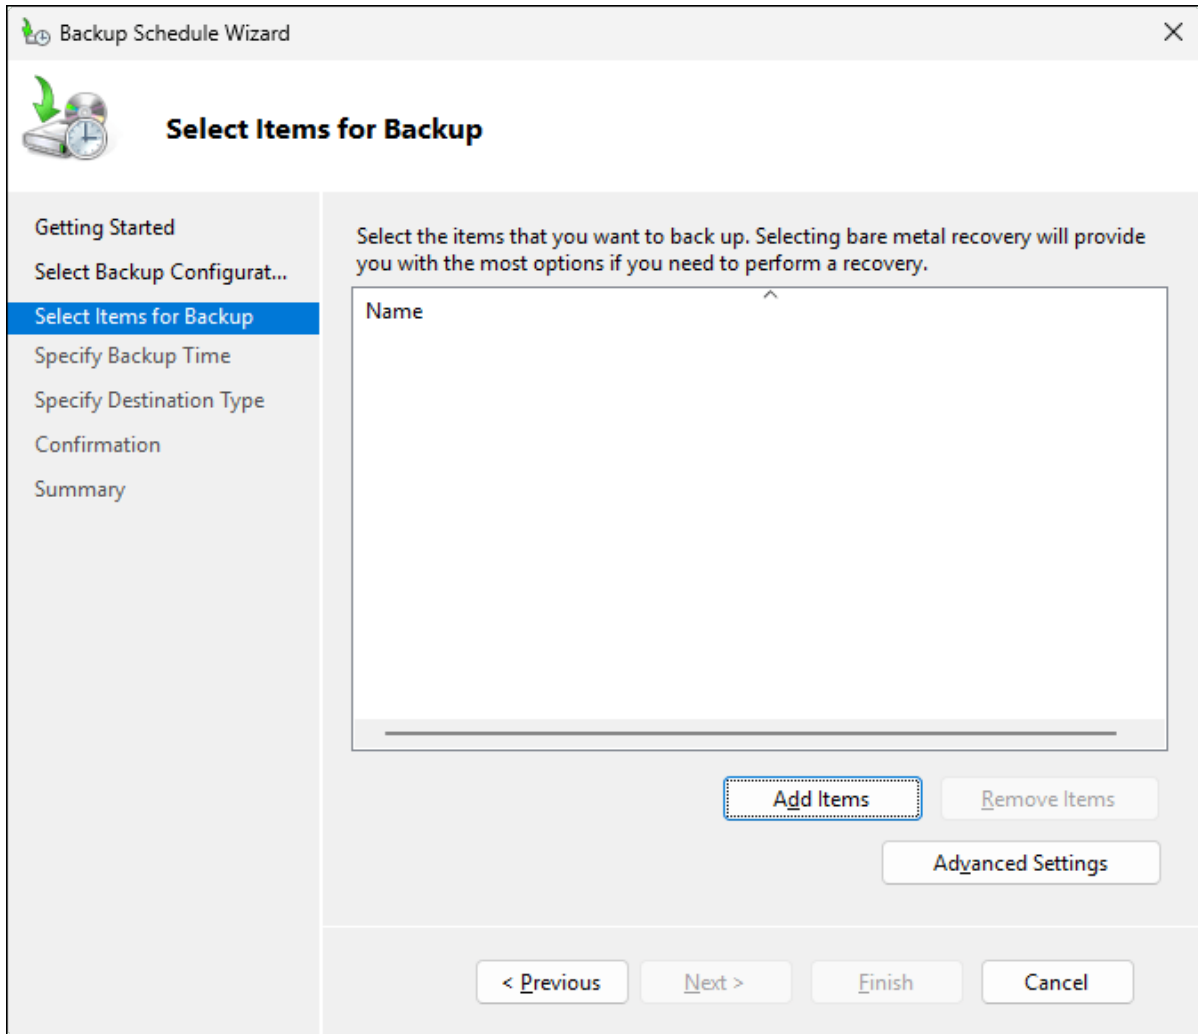 Backup Schedule Wizard
Select Items for Backup
Getting Started
Select Backup Configurat...
Select Items for Backup
Specify Backup Time
Specify Destination Type
Confirmation
Summary
Select the items that you want to back up. Selecting bare metal recovery will provide
you with the most options if you need to perform a recovery.
Name
Add Items
Remove Items
Advanced Settings
< Previous
Next >
Finish
Cancel